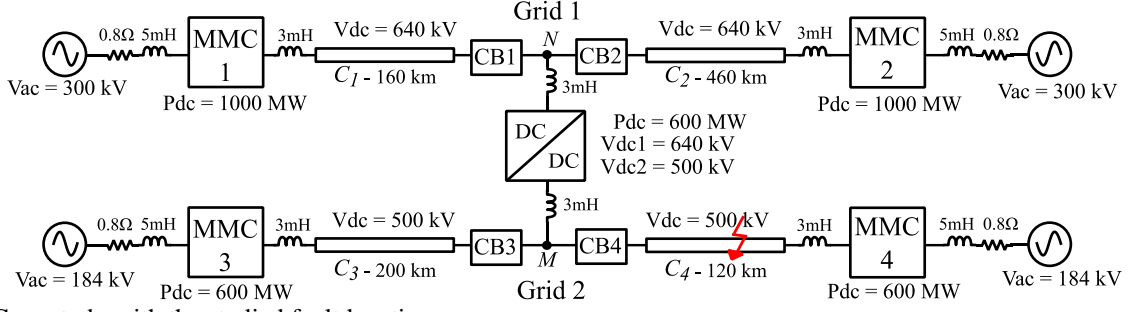 Grid 1
0.8Ω 5mH MMC 1 3mH Vdc = 640 kV CB1 N CB2 Vdc = 640 kV 3mH MMC 2 5mH 0.8Ω
Vac = 300 kV C1 - 160 km C2 - 460 km Vac = 300 kV
Pdc = 1000 MW 3mH Pdc = 1000 MW
DC
DC
Pdc = 600 MW
Vdc1 = 640 kV
Vdc2 = 500 kV
3mH
0.8Ω 5mH MMC 3 3mH Vdc = 500 kV CB3 M CB4 Vdc = 500 kV 3mH MMC 4 5mH 0.8Ω
Vac = 184 kV C3 - 200 km C4 - 120 km Vac = 184 kV
Pdc = 600 MW Grid 2 Pdc = 600 MW